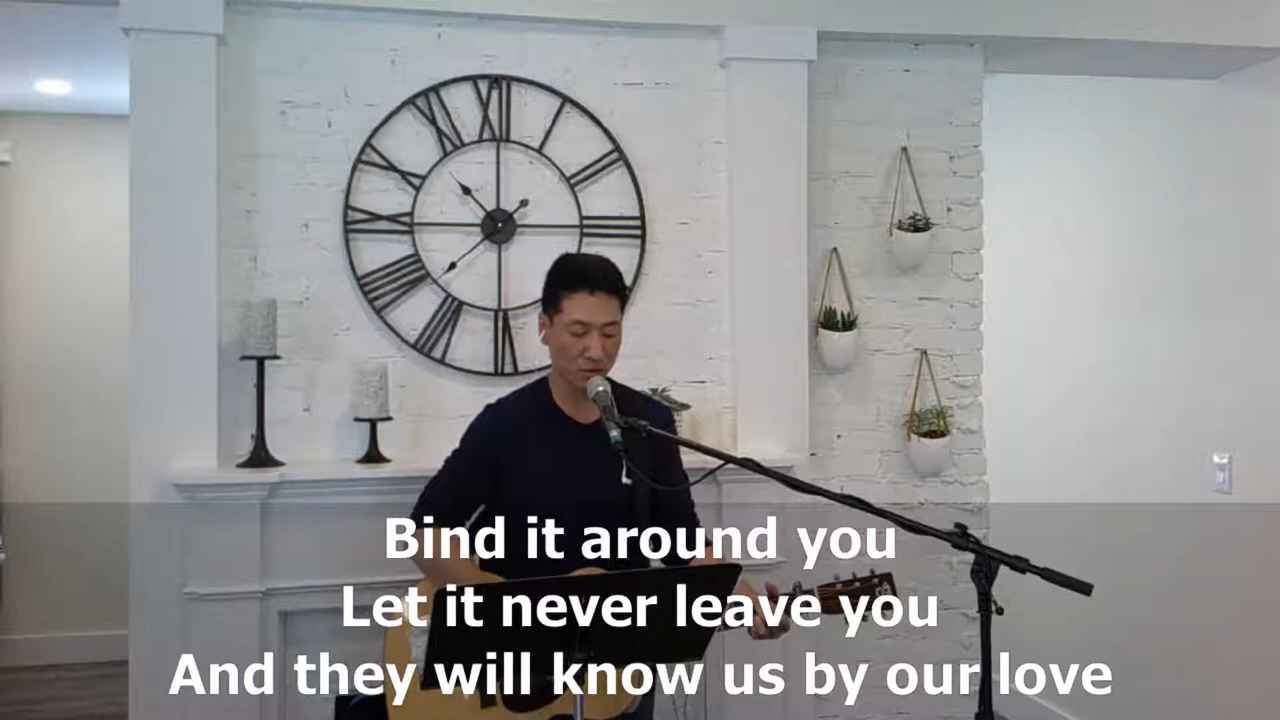 Bind it around you
Let it never leave you
And they will know us by our love